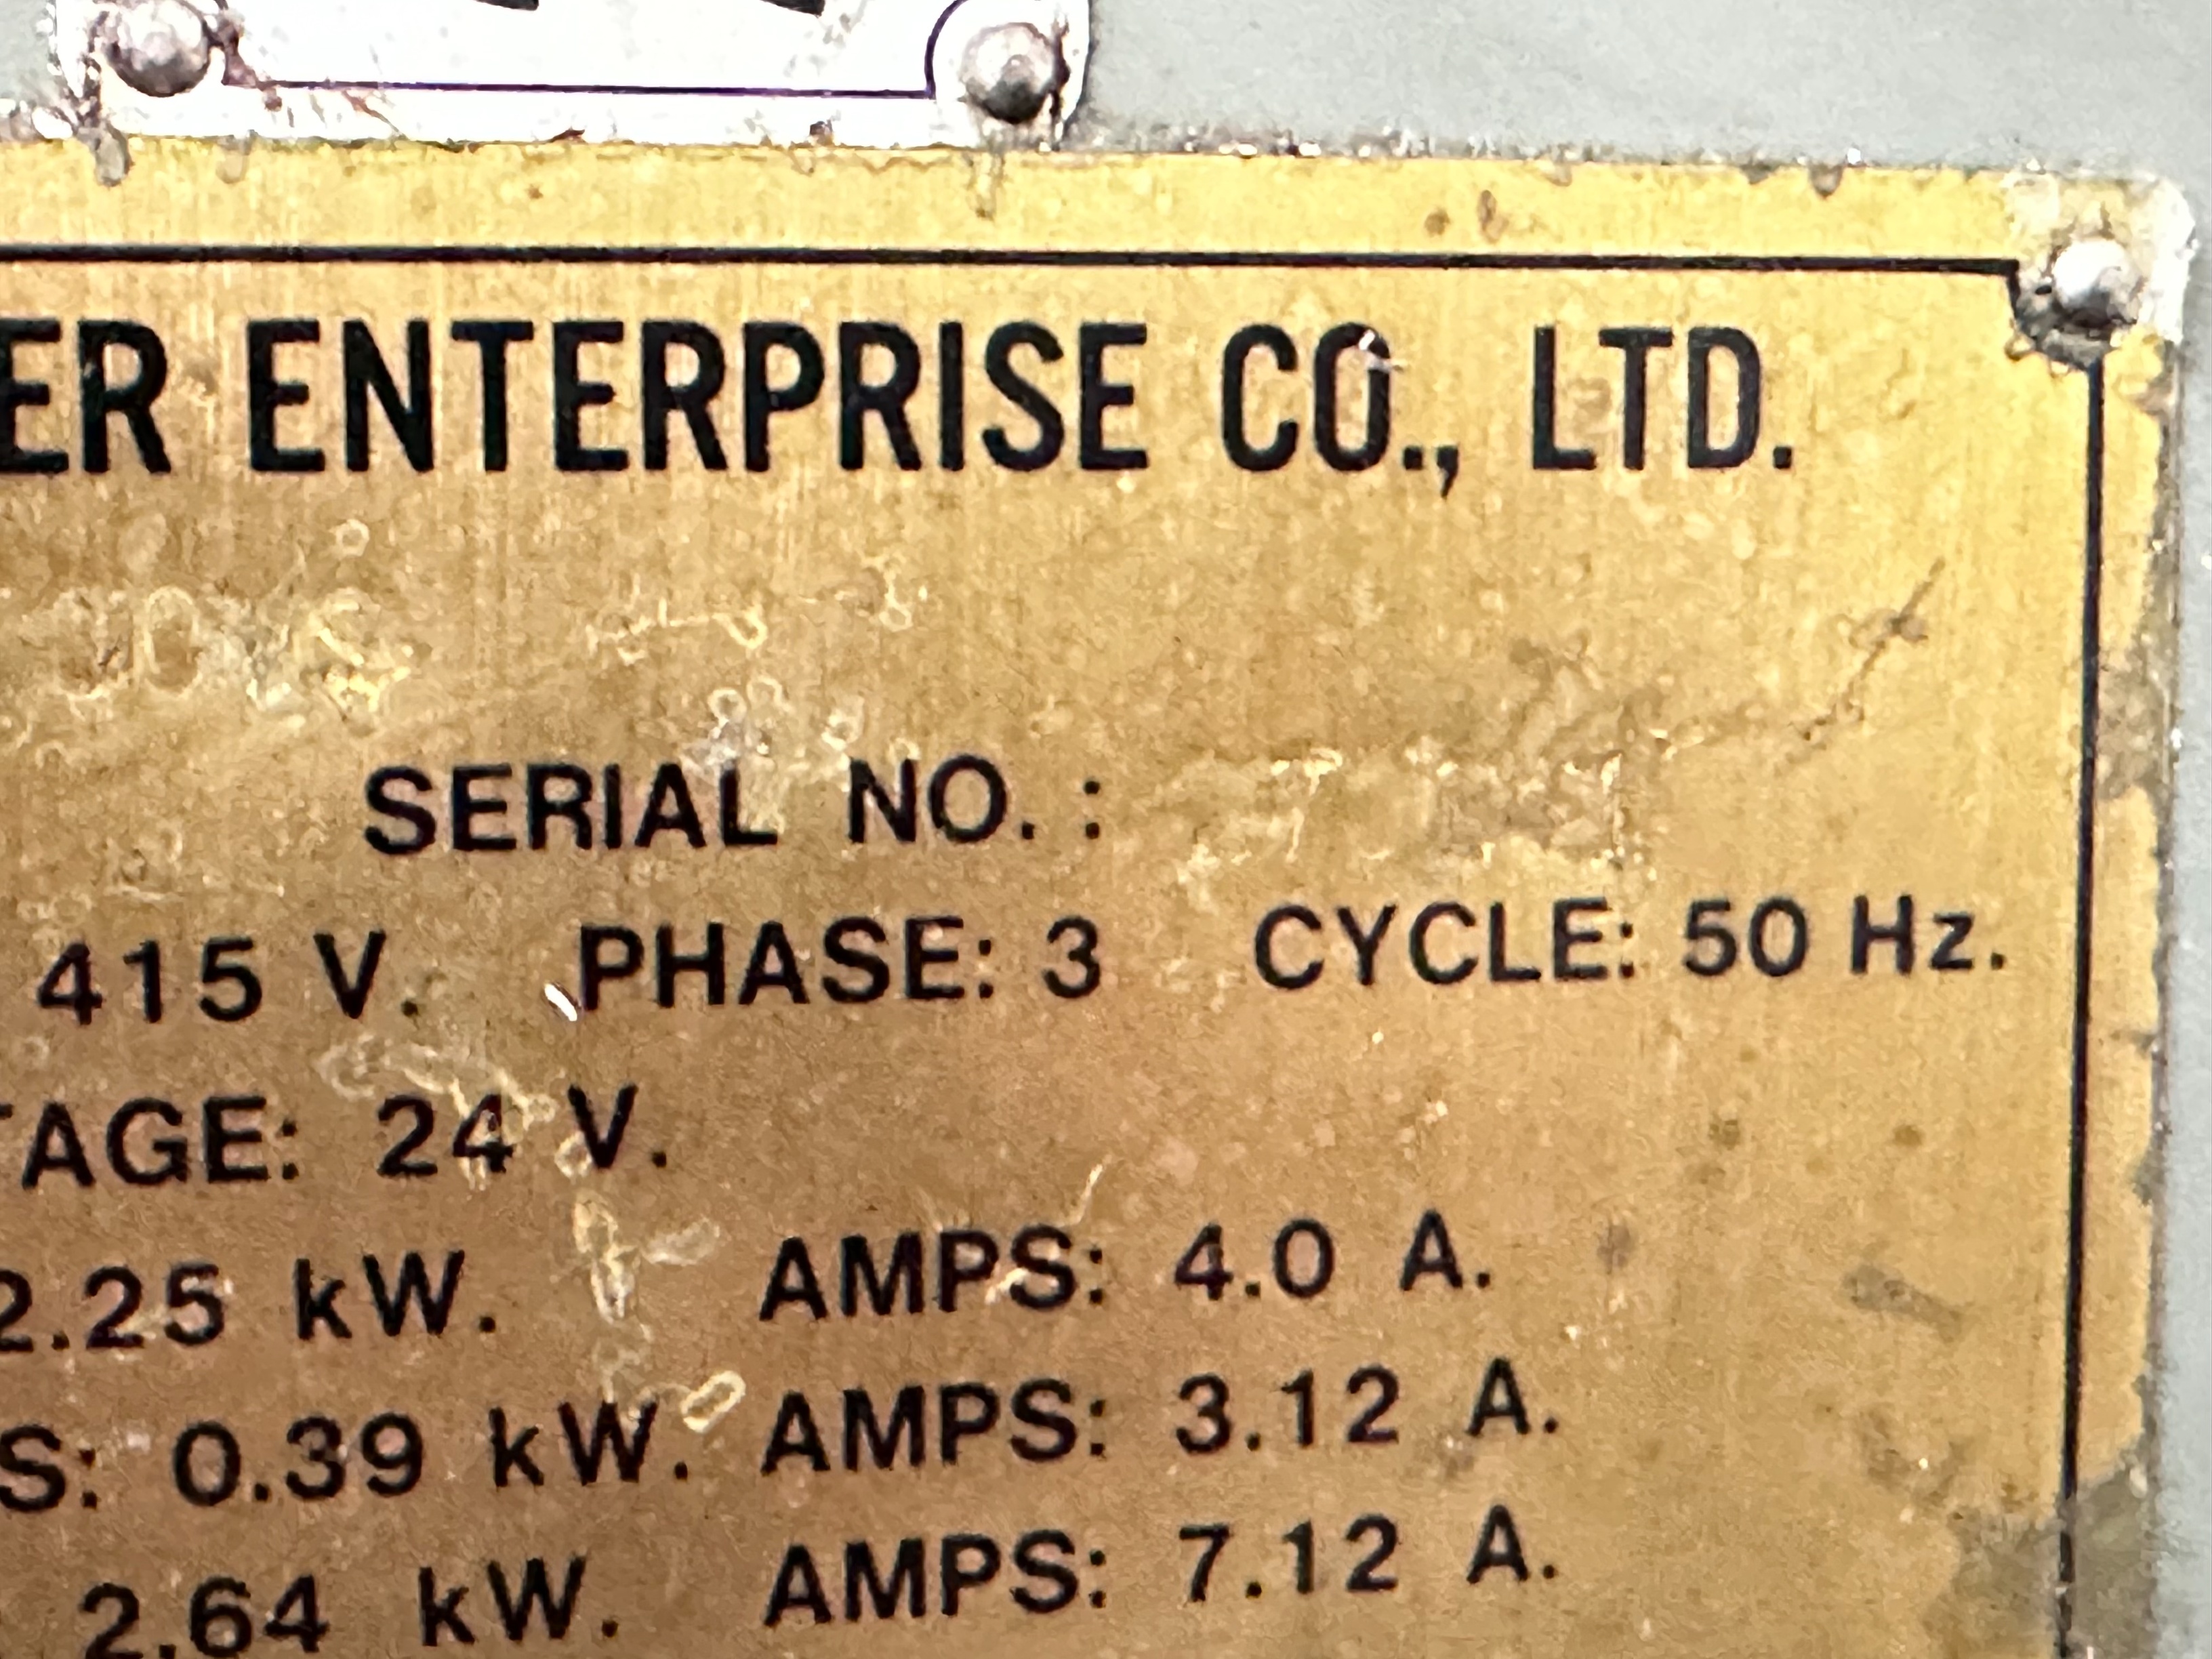 ER ENTERPRISE CO., LTD.
SERIAL NO. :
415 V. PHASE: 3 CYCLE: 50 Hz.
TAGE: 24 V.
2.25 kW. AMPS: 4.0 A.
S: 0.39 kW. AMPS: 3.12 A.
2.64 kW. AMPS: 7.12 A.